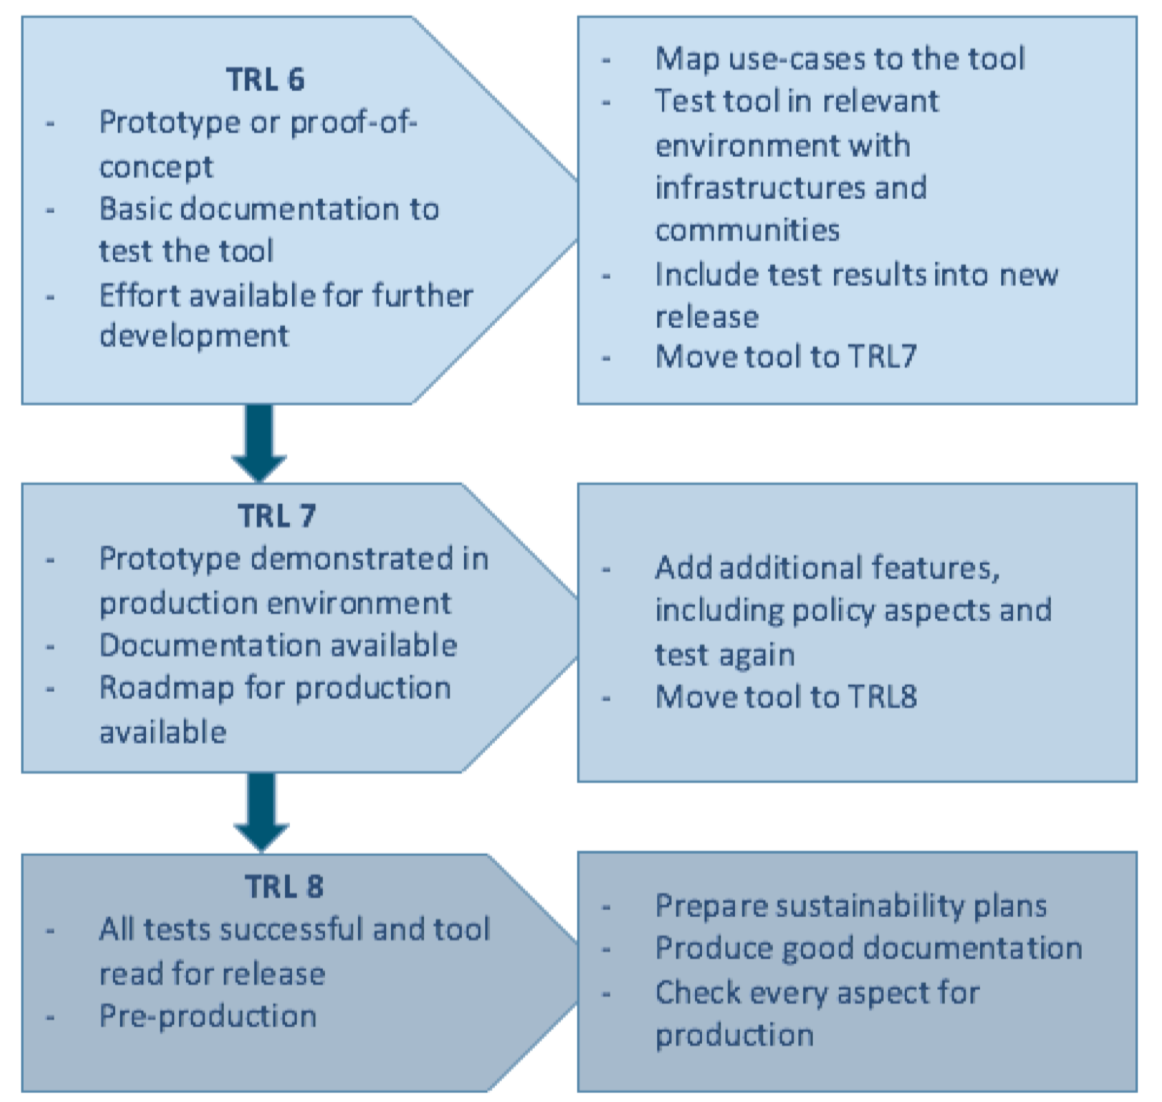 TRL 6
- Prototype or proof-of-
concept
- Basic documentation to
test the tool
- Effort available for further
development
- Map use-cases to the tool
- Test tool in relevant
environment with
infrastructures and
communities
- Include test results into new
release
- Move tool to TRL7
TRL 7
- Prototype demonstrated in
production environment
- Documentation available
- Roadmap for production
available
- Add additional features,
including policy aspects and
test again
- Move tool to TRL8
TRL 8
- All tests successful and tool
read for release
- Pre-production
- Prepare sustainability plans
- Produce good documentation
- Check every aspect for
production